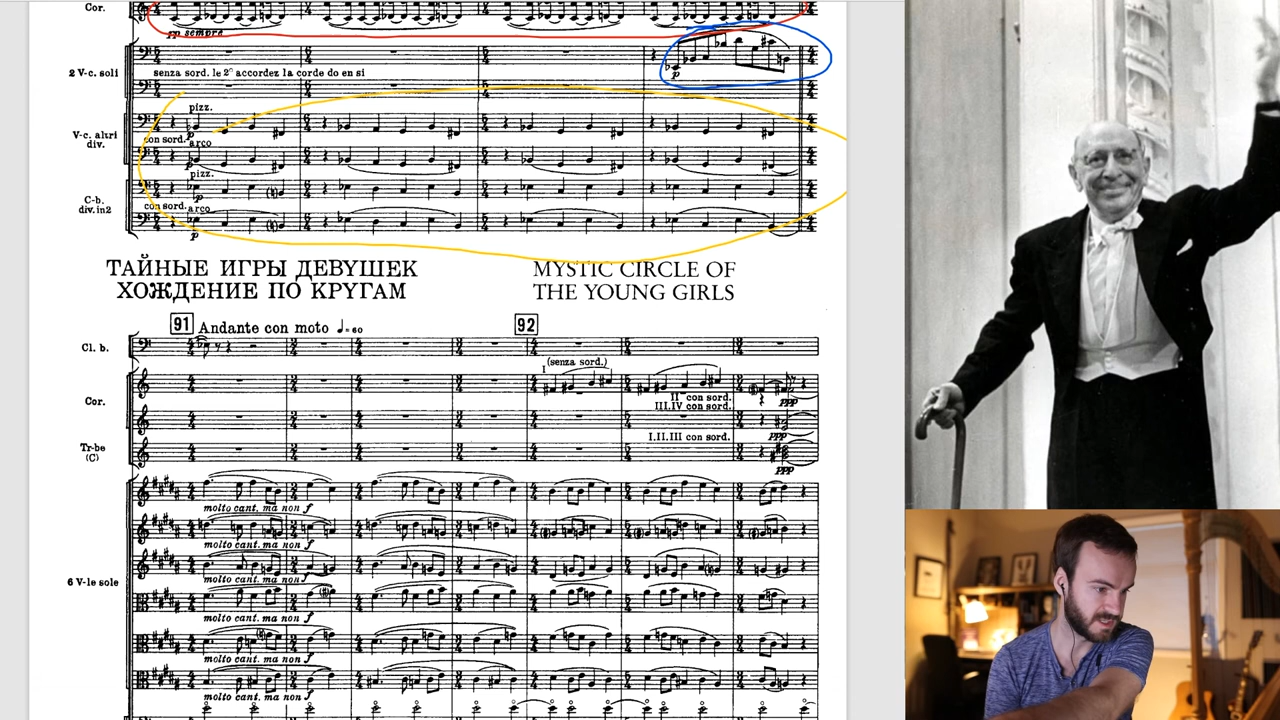 Cor.
pp sempre
2 V-c. soli
senza sord. le 2º accordez la corde do en si
p
pizz.
V-c. altri
div.
p
con sord.
arco
pizz.
C-b.
div. in 2
p
con sord.
arco
p
ТАЙНЫЕ ИГРЫ ДЕВУШЕК
ХОЖДЕНИЕ ПО КРУГАМ
MYSTIC CIRCLE OF
THE YOUNG GIRLS
91 Andante con moto ♩=60
92
Cl. b.
(senza sord.)
I
Cor.
II con sord.
III.IV con sord.
ppp
ppp
I.II.III con sord.
Tr-be
(C)
ppp
molto cant. ma non f
molto cant. ma non f
molto cant. ma non f
6 V-le sole
molto cant. ma non f
molto cant. ma non f
molto cant. ma non f